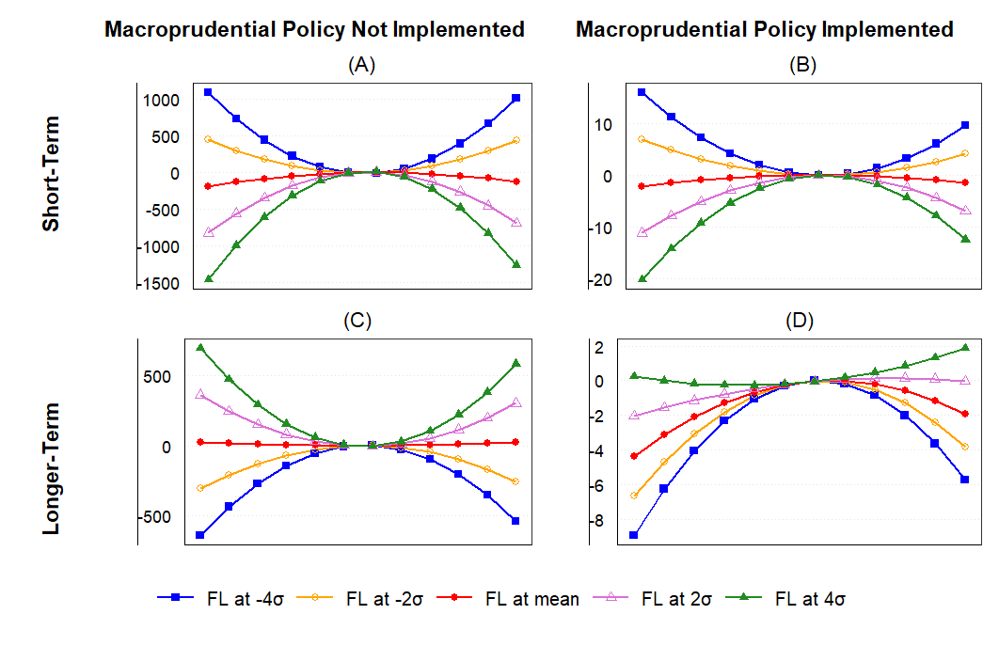 Macroprudential Policy Not Implemented
Macroprudential Policy Implemented
(A)
(B)
Short-Term
1000
500
0
-500
-1000
-1500
10
0
-10
-20
(C)
(D)
Longer-Term
500
0
-500
2
0
-2
-4
-6
-8
FL at -4σ
FL at -2σ
FL at mean
FL at 2σ
FL at 4σ